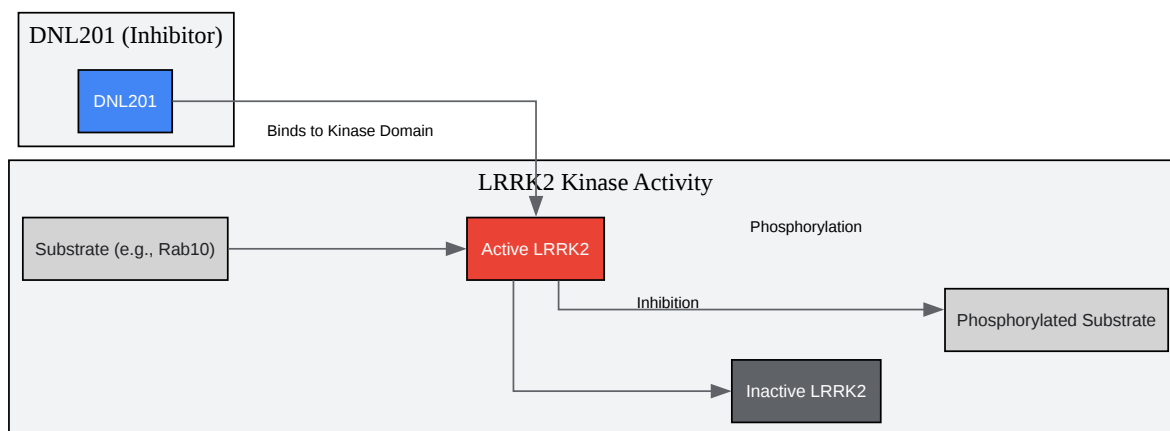 DNL201 (Inhibitor)
DNL201
Binds to Kinase Domain
LRRK2 Kinase Activity
Substrate (e.g., Rab10)
Active LRRK2
Phosphorylation
Inhibition
Phosphorylated Substrate
Inactive LRRK2